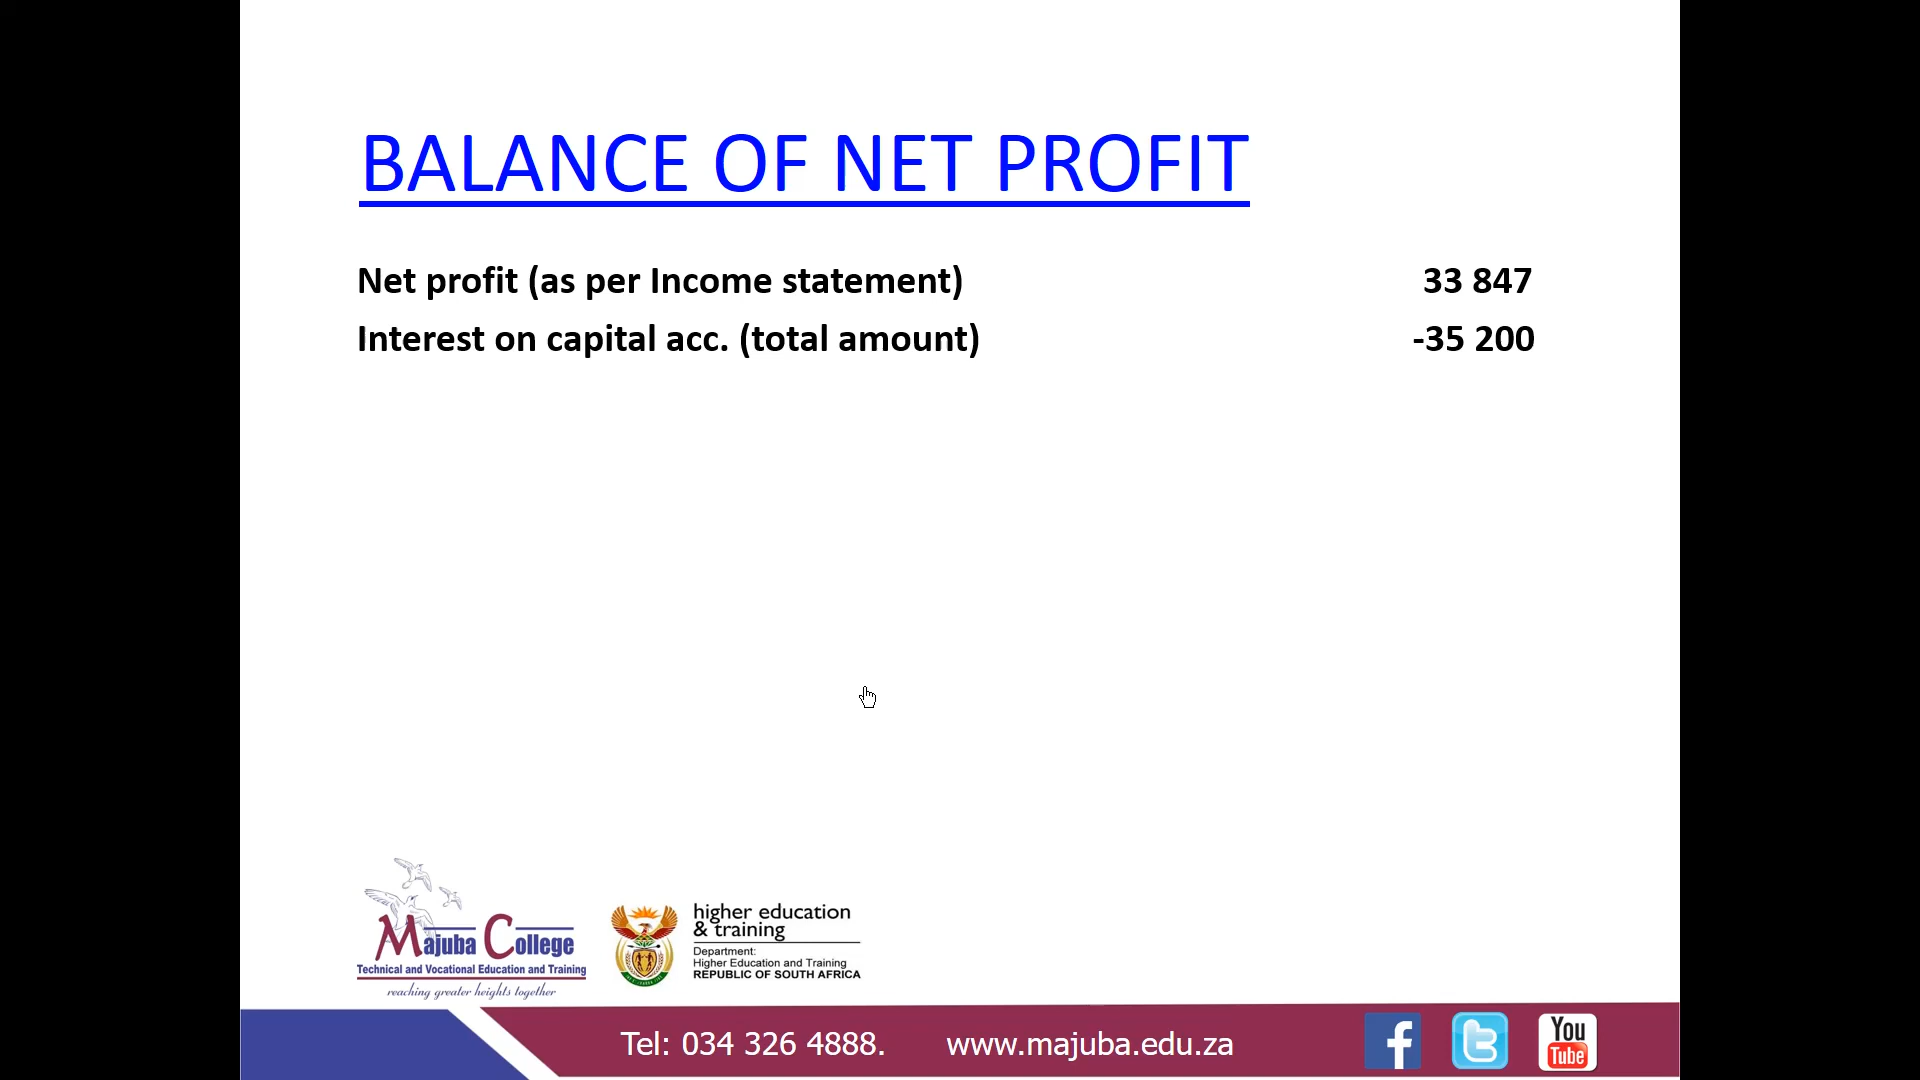 BALANCE OF NET PROFIT
Net profit (as per Income statement) 33 847
Interest on capital acc. (total amount) -35 200
Majuba College
Technical and Vocational Education and Training
reaching greater heights together
higher education
& training
Department:
Higher Education and Training
REPUBLIC OF SOUTH AFRICA
Tel: 034 326 4888. www.majuba.edu.za
You
Tube